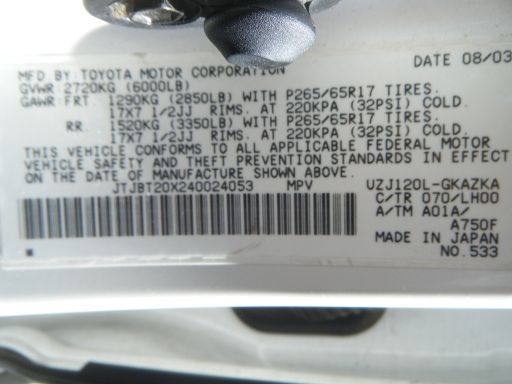 MFD BY: TOYOTA MOTOR CORPORATION DATE 08/03
GVWR: 2720KG (6000LB)
GAWR: FRT. 1290KG (2850LB) WITH P265/65R17 TIRES.
17X7 1/2JJ RIMS. AT 220KPA (32PSI) COLD.
RR. 1520KG (3350LB) WITH P265/65R17 TIRES.
17X7 1/2JJ RIMS. AT 220KPA (32PSI) COLD.
THIS VEHICLE CONFORMS TO ALL APPLICABLE FEDERAL MOTOR
VEHICLE SAFETY AND THEFT PREVENTION STANDARDS IN EFFECT
ON THE DATE OF MANUFACTURE SHOWN ABOVE.
JTJBT20X240024053 MPV UZJ120L-GKAZKA
C/TR 070/LH00
A/TM A01A/
A750F
MADE IN JAPAN
NO.533